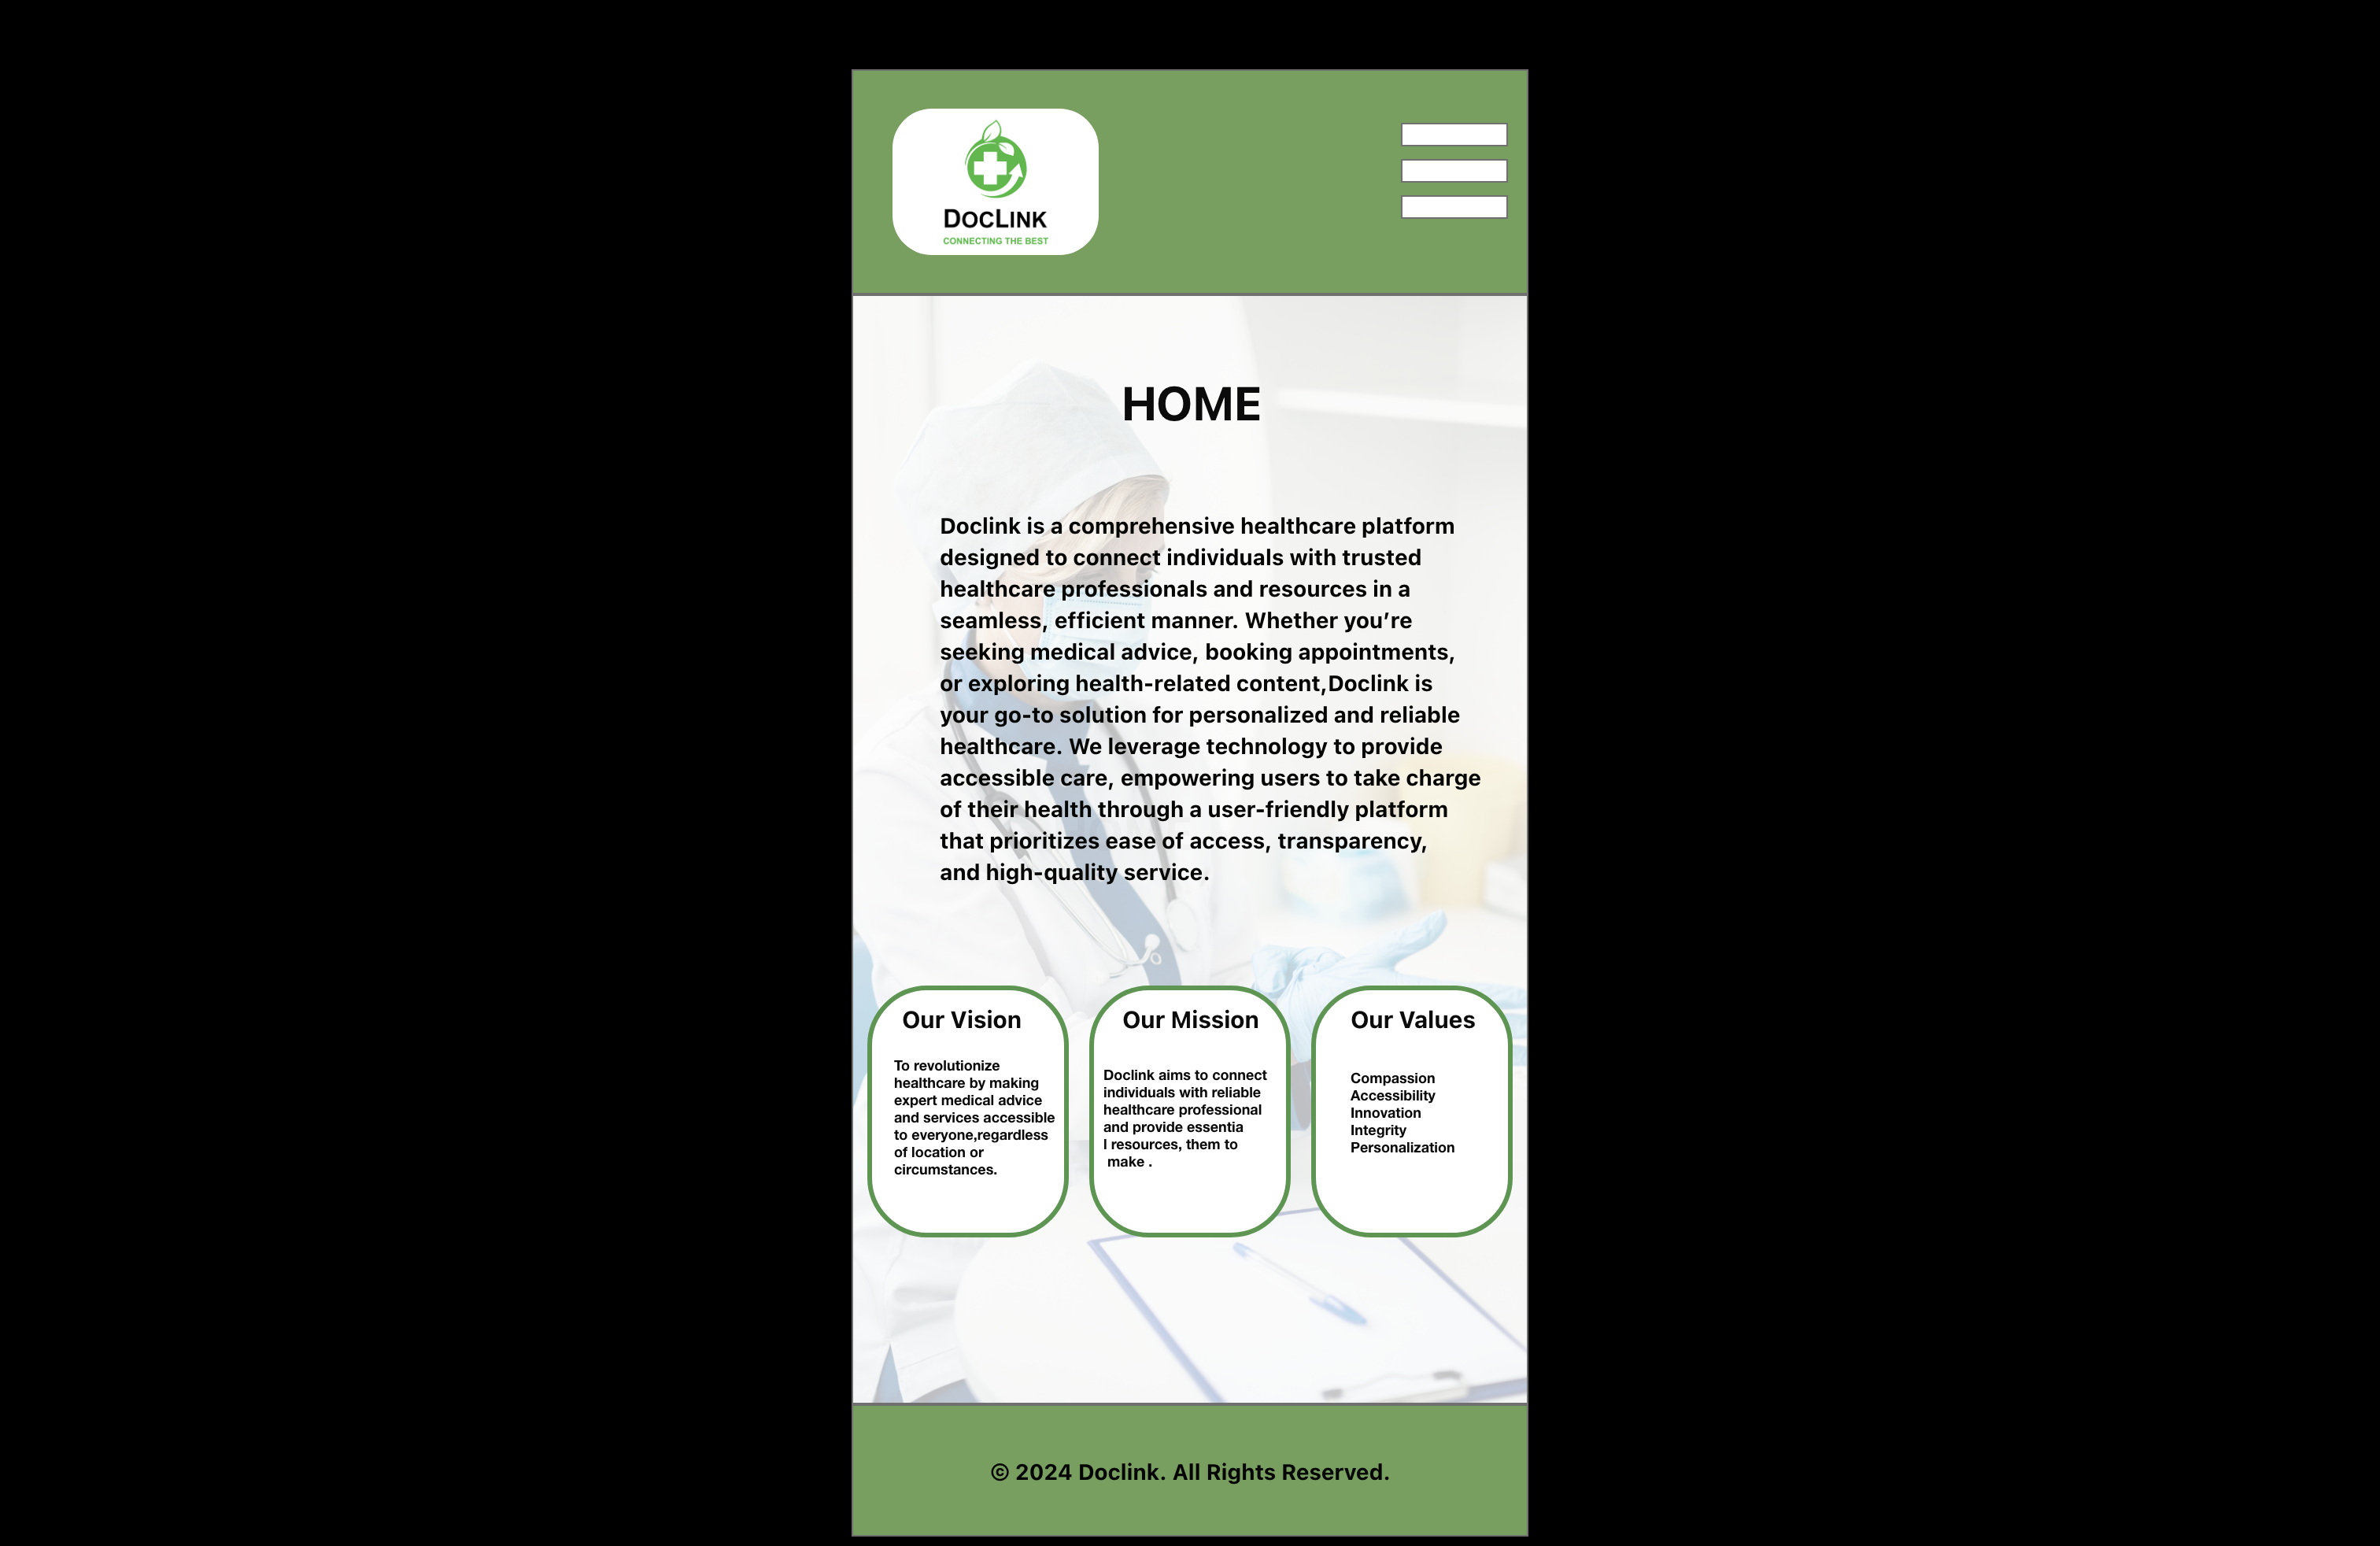 DOCLINK
CONNECTING THE BEST
HOME
Doclink is a comprehensive healthcare platform
designed to connect individuals with trusted
healthcare professionals and resources in a
seamless, efficient manner. Whether you’re
seeking medical advice, booking appointments,
or exploring health-related content,Doclink is
your go-to solution for personalized and reliable
healthcare. We leverage technology to provide
accessible care, empowering users to take charge
of their health through a user-friendly platform
that prioritizes ease of access, transparency,
and high-quality service.
Our Vision
To revolutionize
healthcare by making
expert medical advice
and services accessible
to everyone,regardless
of location or
circumstances.
Our Mission
Doclink aims to connect
individuals with reliable
healthcare professional
and provide essentia
l resources, them to
make .
Our Values
Compassion
Accessibility
Innovation
Integrity
Personalization
© 2024 Doclink. All Rights Reserved.